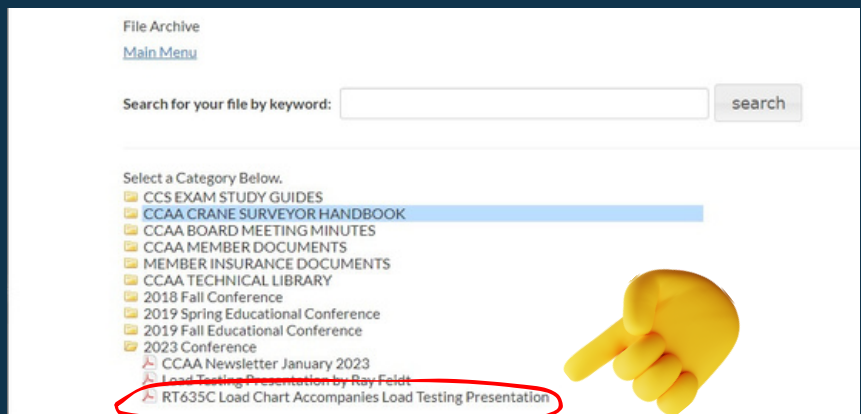 File Archive
Main Menu
Search for your file by keyword:
search
Select a Category Below.
CCS EXAM STUDY GUIDES
CCAA CRANE SURVEYOR HANDBOOK
CCAA BOARD MEETING MINUTES
CCAA MEMBER DOCUMENTS
MEMBER INSURANCE DOCUMENTS
CCAA TECHNICAL LIBRARY
2018 Fall Conference
2019 Spring Educational Conference
2019 Fall Educational Conference
2023 Conference
CCAA Newsletter January 2023
Load Testing Presentation by Ray Feidt
RT635C Load Chart Accompanies Load Testing Presentation